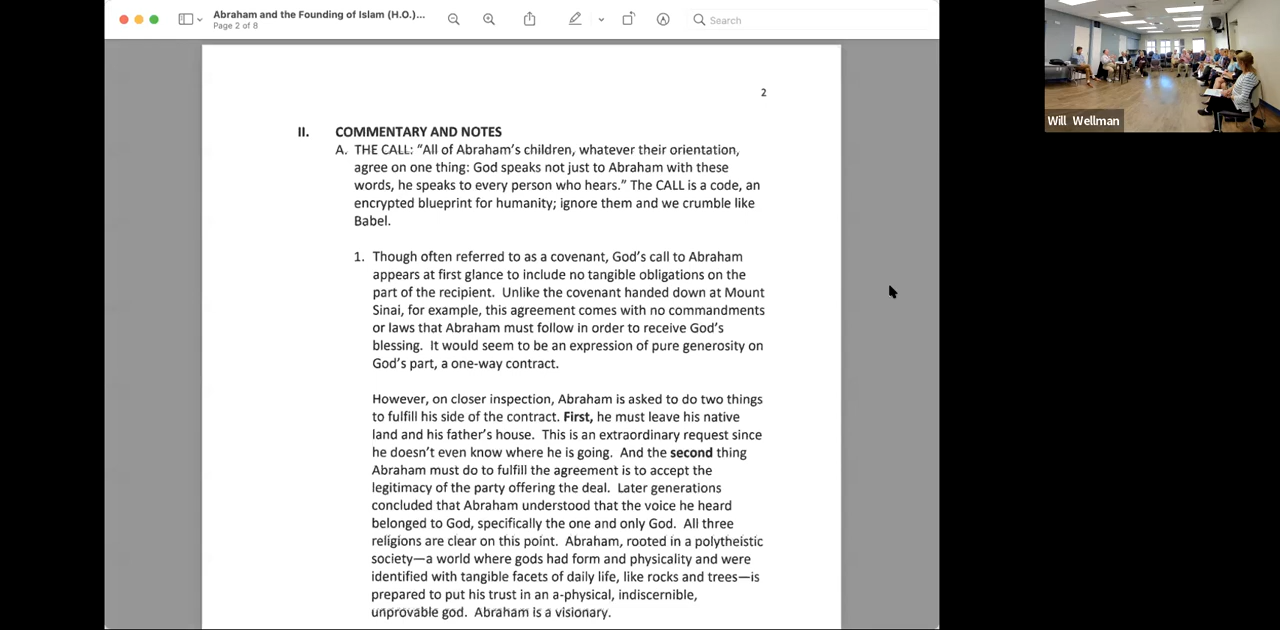 Abraham and the Founding of Islam (H.O.)...
Page 2 of 8
Search
Will Wellman
2
II. COMMENTARY AND NOTES
A. THE CALL: “All of Abraham’s children, whatever their orientation,
agree on one thing: God speaks not just to Abraham with these
words, he speaks to every person who hears.” The CALL is a code, an
encrypted blueprint for humanity; ignore them and we crumble like
Babel.
1. Though often referred to as a covenant, God’s call to Abraham
appears at first glance to include no tangible obligations on the
part of the recipient. Unlike the covenant handed down at Mount
Sinai, for example, this agreement comes with no commandments
or laws that Abraham must follow in order to receive God’s
blessing. It would seem to be an expression of pure generosity on
God’s part, a one-way contract.
However, on closer inspection, Abraham is asked to do two things
to fulfill his side of the contract. First, he must leave his native
land and his father’s house. This is an extraordinary request since
he doesn’t even know where he is going. And the second thing
Abraham must do to fulfill the agreement is to accept the
legitimacy of the party offering the deal. Later generations
concluded that Abraham understood that the voice he heard
belonged to God, specifically the one and only God. All three
religions are clear on this point. Abraham, rooted in a polytheistic
society—a world where gods had form and physicality and were
identified with tangible facets of daily life, like rocks and trees—is
prepared to put his trust in an a-physical, indiscernible,
unprovable god. Abraham is a visionary.